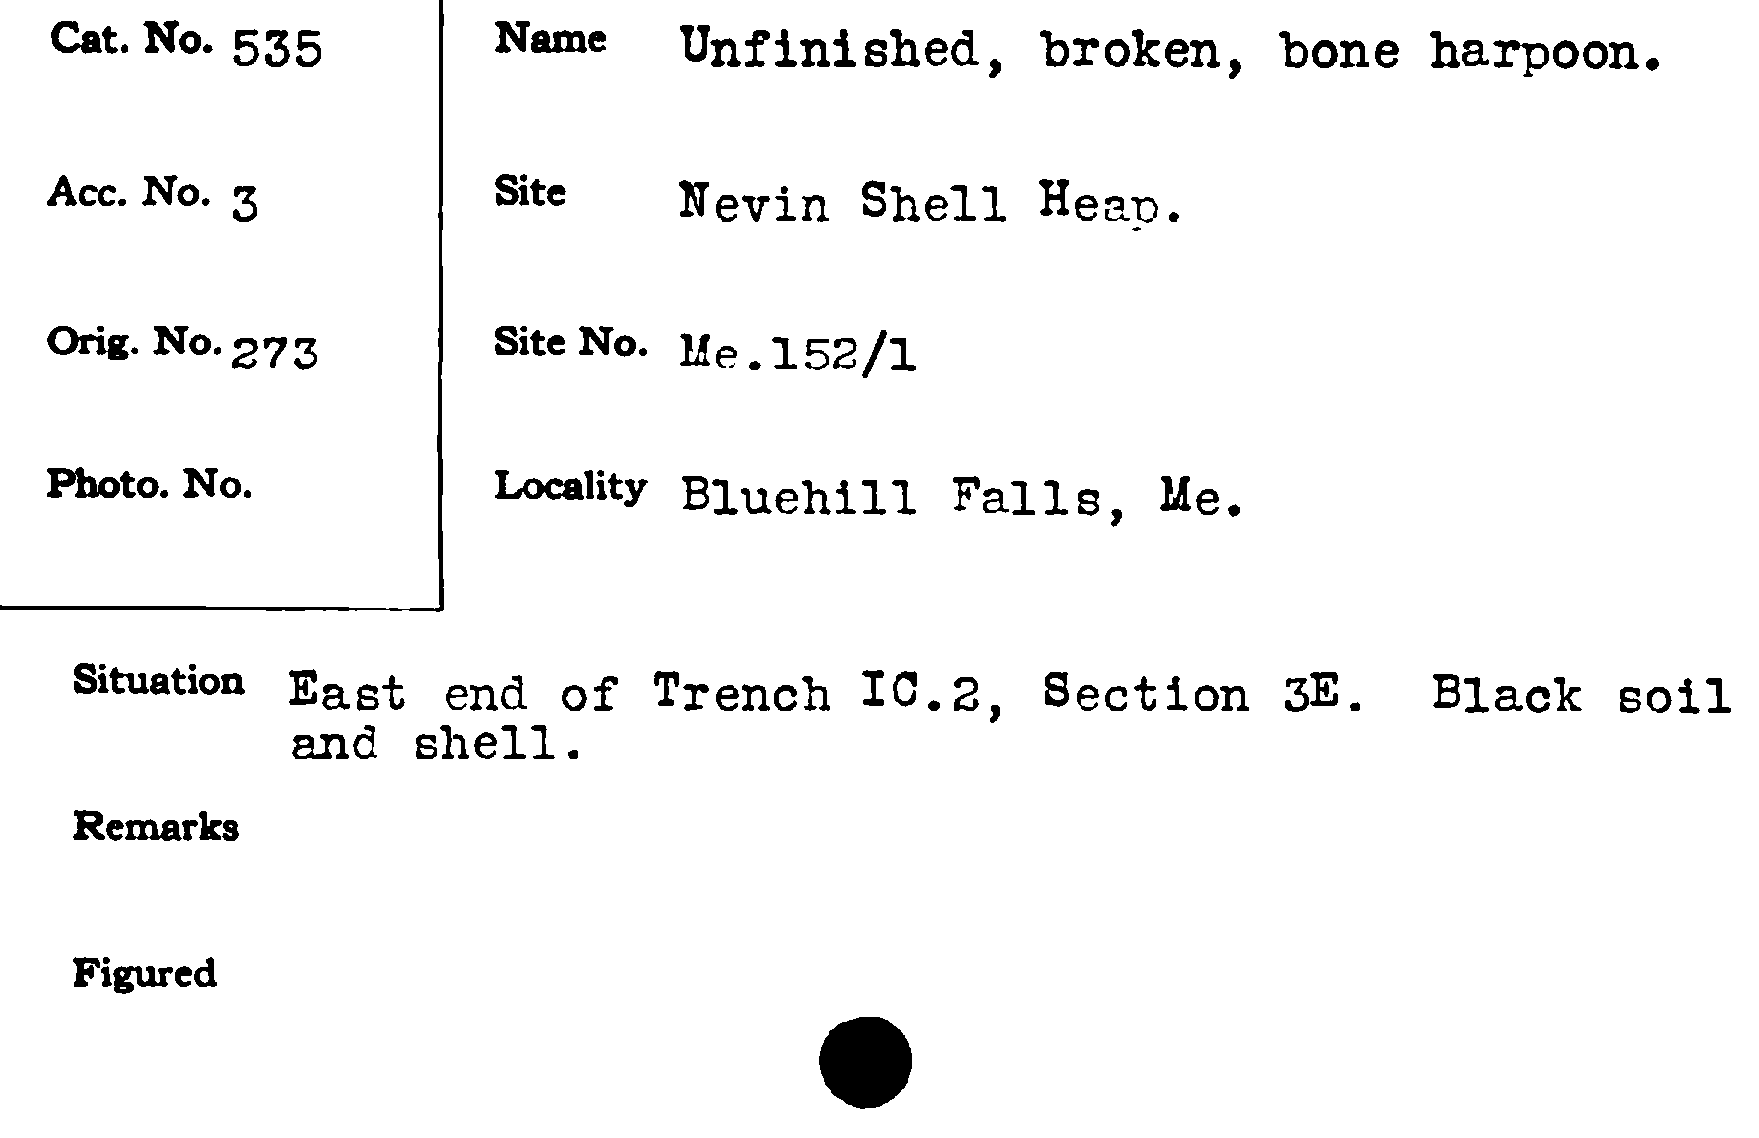 Cat. No. 535
Name Unfinished, broken, bone harpoon.
Acc. No. 3
Site Nevin Shell Heap.
Orig. No. 273
Site No. Me.152/1
Photo. No.
Locality Bluehill Falls, Me.
Situation East end of Trench IC.2, Section 3E. Black soil
and shell.
Remarks
Figured